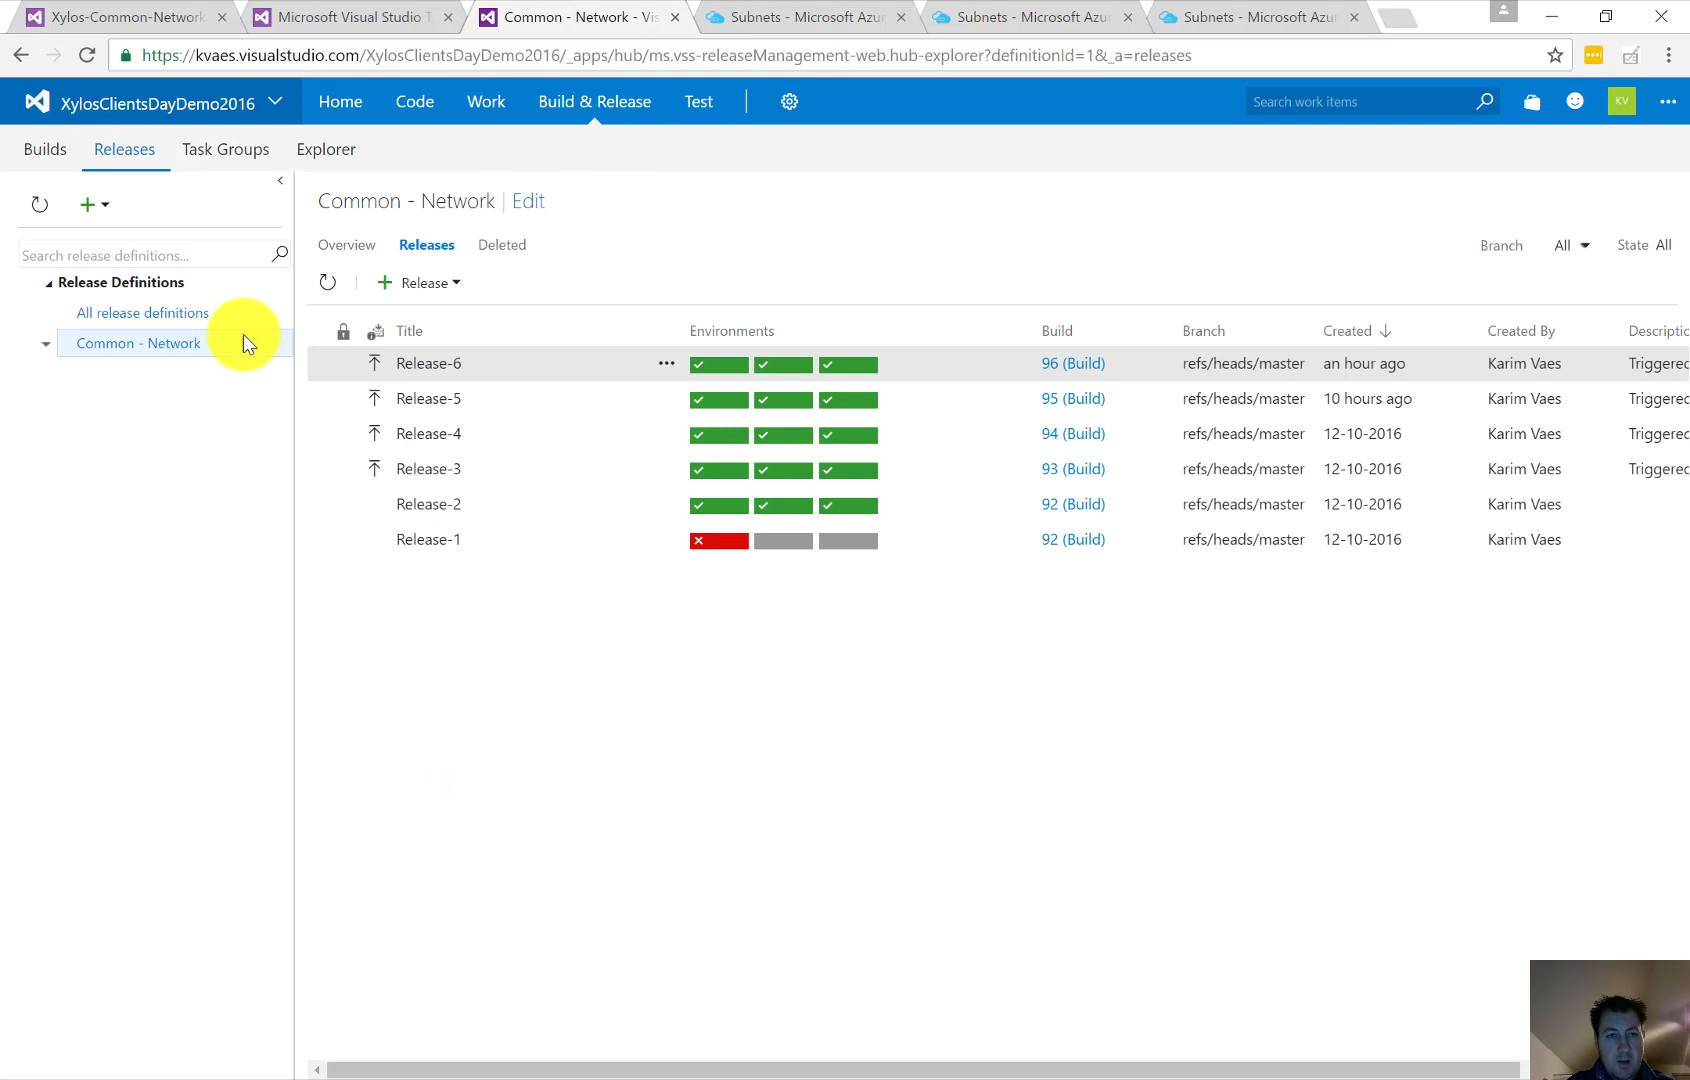 Xylos-Common-Network
Microsoft Visual Studio T
Common - Network - Vis
Subnets - Microsoft Azur
Subnets - Microsoft Azur
Subnets - Microsoft Azur
https://kvaes.visualstudio.com/XylosClientsDayDemo2016/_apps/hub/ms.vss-releaseManagement-web.hub-explorer?definitionId=1&_a=releases
XylosClientsDayDemo2016
Home
Code
Work
Build & Release
Test
Search work items
KV
Builds
Releases
Task Groups
Explorer
Search release definitions...
Release Definitions
All release definitions
Common - Network
Common - Network | Edit
Overview
Releases
Deleted
Branch
All
State All
Release
Title Environments Build Branch Created Created By Descriptio
Release-6 96 (Build) refs/heads/master an hour ago Karim Vaes Triggered
Release-5 95 (Build) refs/heads/master 10 hours ago Karim Vaes Triggered
Release-4 94 (Build) refs/heads/master 12-10-2016 Karim Vaes Triggered
Release-3 93 (Build) refs/heads/master 12-10-2016 Karim Vaes Triggered
Release-2 92 (Build) refs/heads/master 12-10-2016 Karim Vaes
Release-1 92 (Build) refs/heads/master 12-10-2016 Karim Vaes